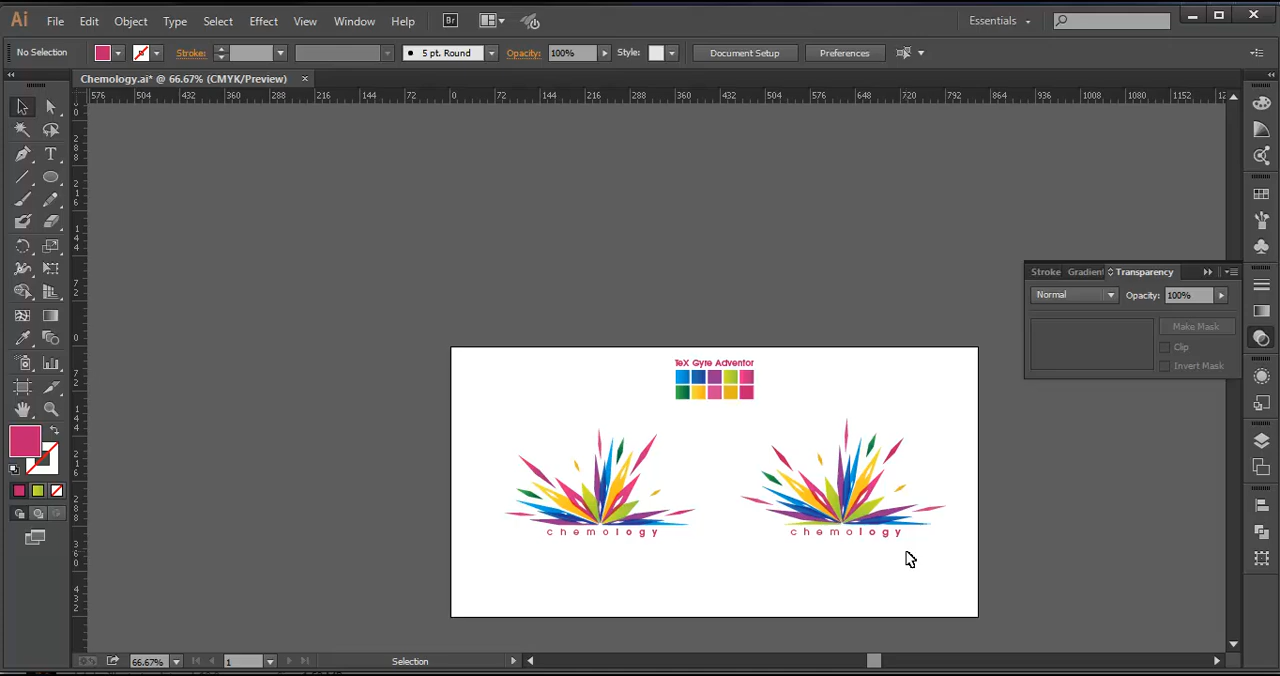 Ai File Edit Object Type Select Effect View Window Help Br Essentials
No Selection Stroke: 5 pt. Round Opacity: 100% Style: Document Setup Preferences
Chemology.ai* @ 66.67% (CMYK/Preview) ×
576 504 432 360 288 216 144 72 0 72 144 216 288 360 432 504 576 648 720 792 864 936 1008 1080 1152
Stroke Gradient Transparency
Normal Opacity: 100%
Make Mask
Clip
Invert Mask
TeX Gyre Adventor
chemology chemology
66.67% 1 Selection